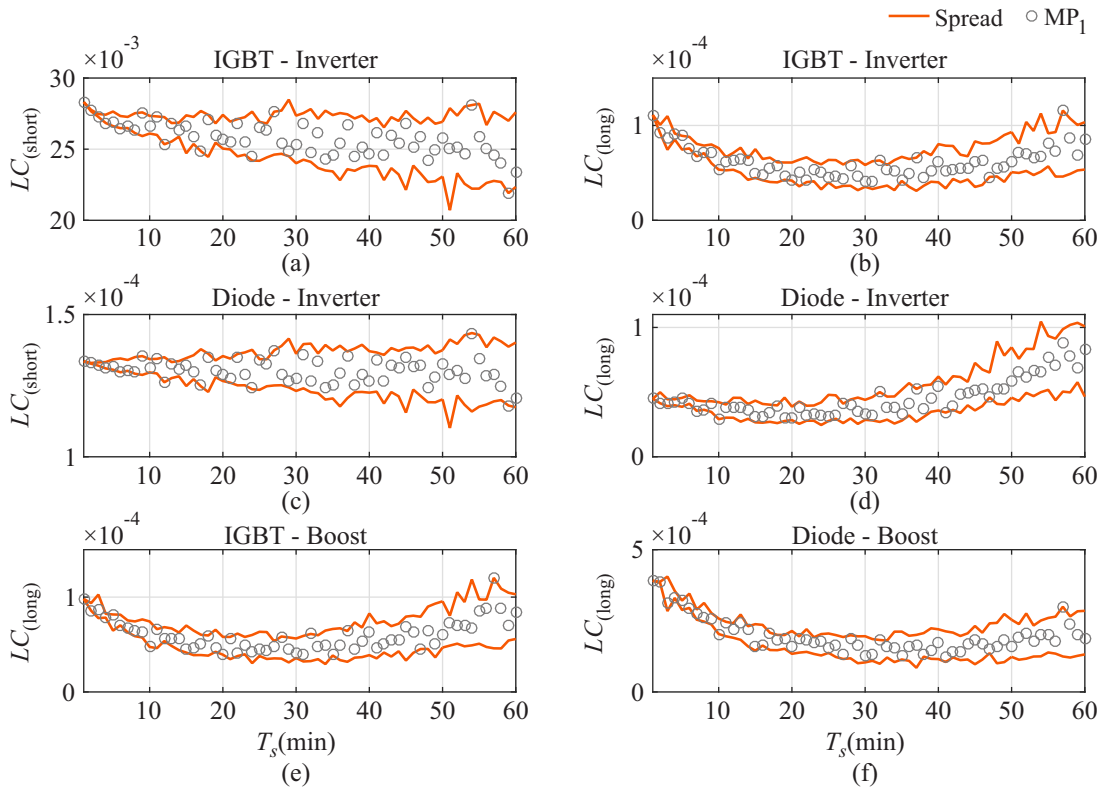 Spread MP1
×10-3 ×10-4
IGBT - Inverter IGBT - Inverter
30
25
20
LC(short)
10 20 30 40 50 60
(a)
1
0
LC(long)
10 20 30 40 50 60
(b)
×10-4 ×10-4
Diode - Inverter Diode - Inverter
1.5
1
LC(short)
10 20 30 40 50 60
(c)
1
0
LC(long)
10 20 30 40 50 60
(d)
×10-4 ×10-4
IGBT - Boost Diode - Boost
1
0
LC(long)
10 20 30 40 50 60
Ts(min)
(e)
5
0
LC(long)
10 20 30 40 50 60
Ts(min)
(f)